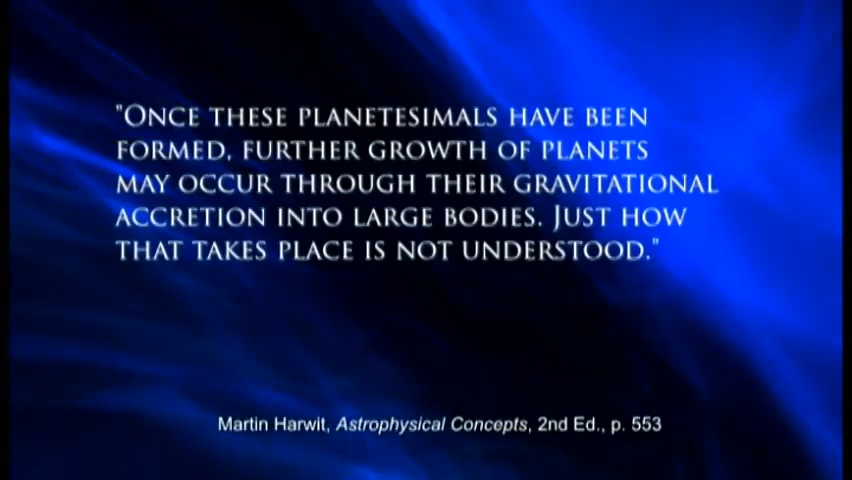 "Once these planetesimals have been
formed, further growth of planets
may occur through their gravitational
accretion into large bodies. Just how
that takes place is not understood."
Martin Harwit, Astrophysical Concepts, 2nd Ed., p. 553